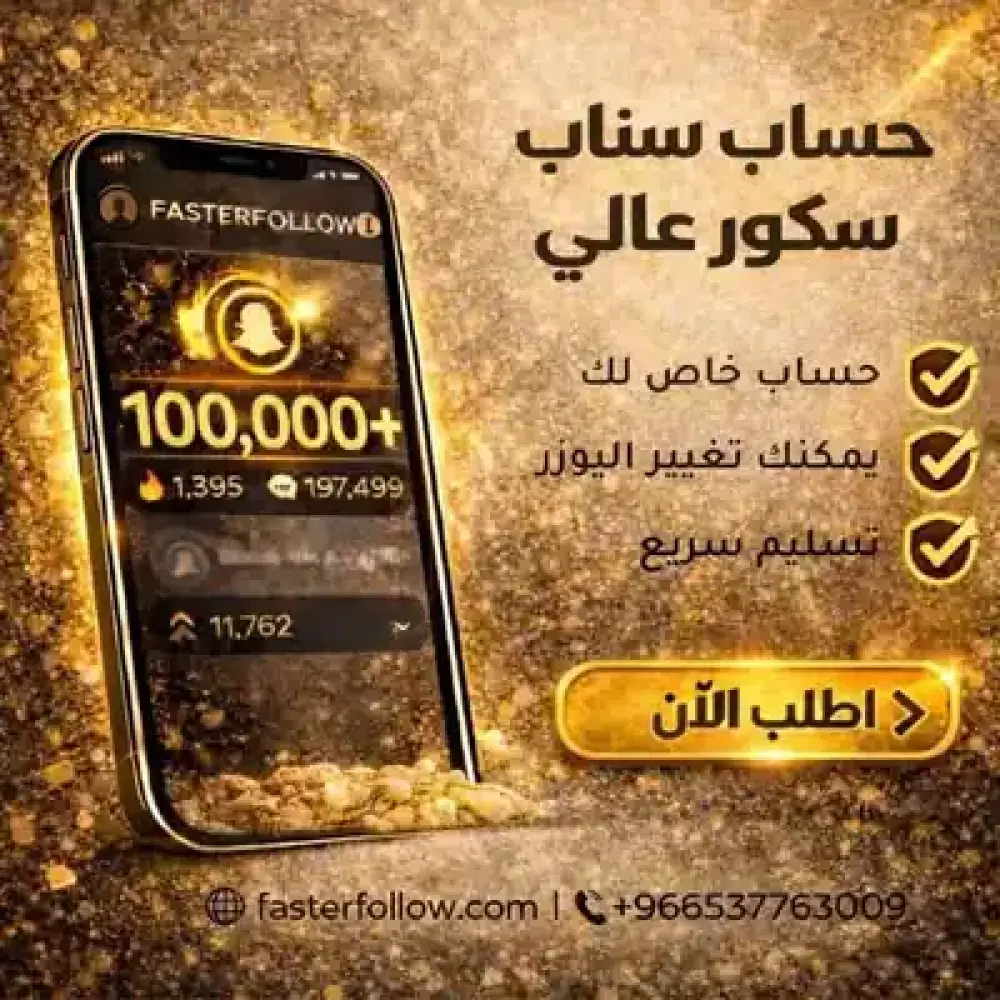 حساب سناب
سكور عالي
حساب خاص لك
يمكنك تغيير اليوزر
تسليم سريع
اطلب الآن
FASTERFOLLOW
100,000+
1,395
197,499
11,762
fasterfollow.com | +966537763009